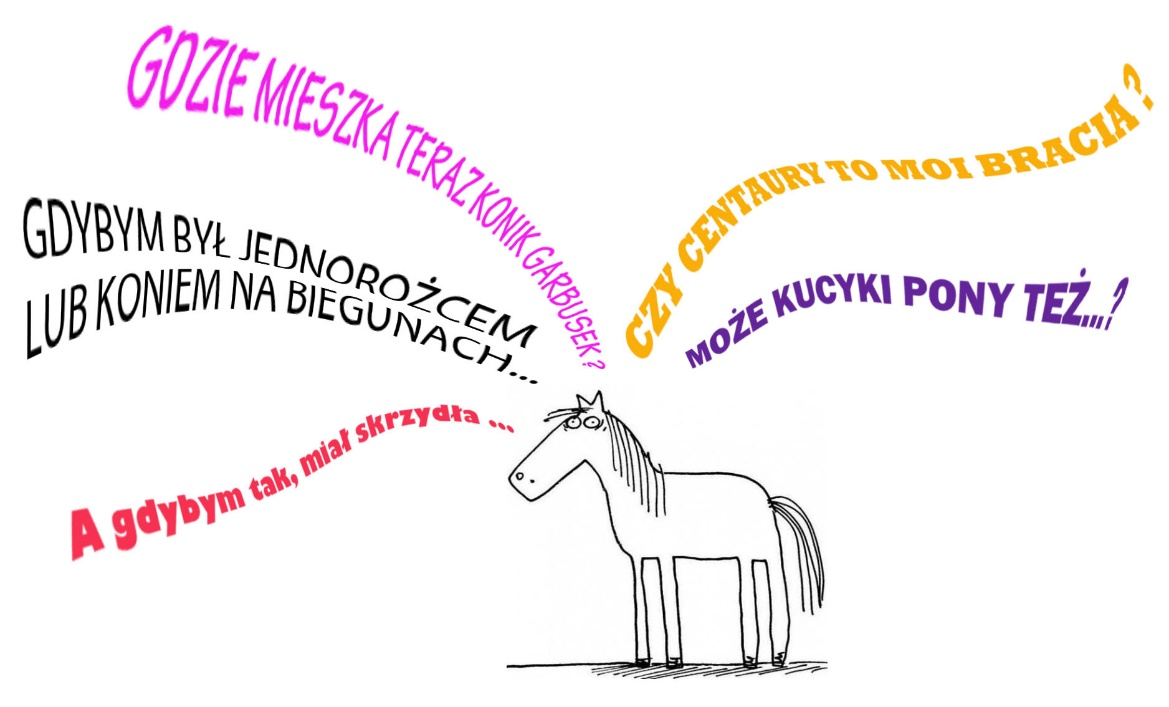 GDZIE MIESZKA TERAZ KONIK GARBUSEK ?
CZY CENTAURY TO MOI BRACIA ?
GDYBYM BYŁ JEDNOROŻCEM
LUB KONIEM NA BIEGUNACH...
MOŻE KUCYKI PONY TEŻ...?
A gdybym tak, miał skrzydła ...